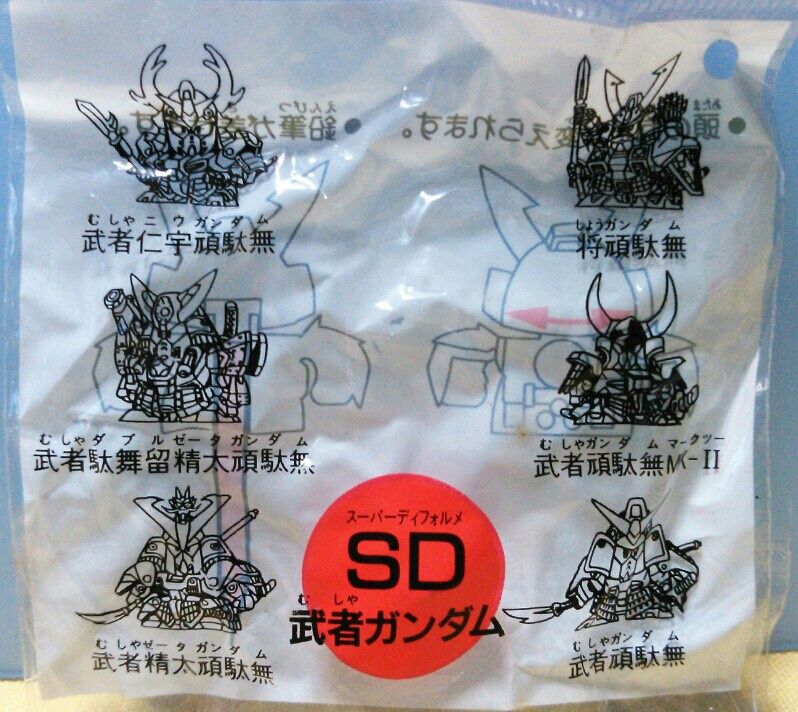 えんぴつ
● 鉛筆が
す。
あたま
● 頭
変えられます。
むしゃニウガンダム
武者仁宇頑駄無
しょうガンダム
将頑駄無
むしゃダブルゼータガンダム
武者駄舞留精太頑駄無
むしゃガンダムマークツー
武者頑駄無MK-II
スーパーディフォルメ
SD
むしゃ
武者ガンダム
むしゃゼータガンダム
武者精太頑駄無
むしゃガンダム
武者頑駄無